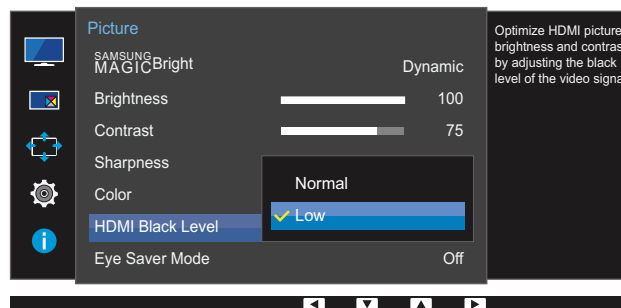 Picture
SAMSUNG
MAGICBright Dynamic
Brightness 100
Contrast 75
Sharpness
Color
HDMI Black Level
Eye Saver Mode Off
Normal
Low
Optimize HDMI picture
brightness and contras
by adjusting the black
level of the video signa